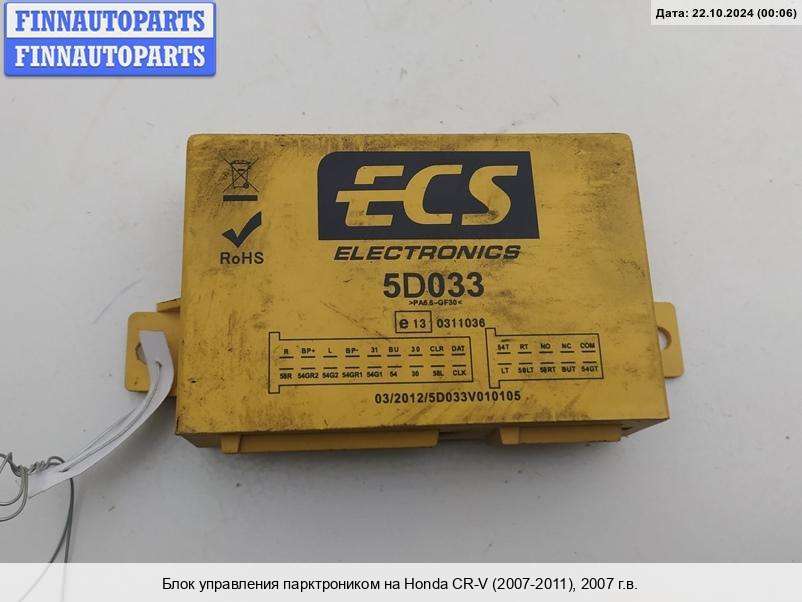 FINNAUTOPARTS
FINNAUTOPARTS
Дата: 22.10.2024 (00:06)
ECS
ELECTRONICS
RoHS
5D033
>PA6.6-GF30<
e 13 0311036
R BP+ L BP- 31 BU 30 CLR DAT
58R 54GR2 54G2 54GR1 54G1 54 30 58L CLK
54T RT NO NC COM
LT 58LT 58RT BUT 54GT
03/2012/5D033V010105
Блок управления парктроником на Honda CR-V (2007-2011), 2007 г.в.